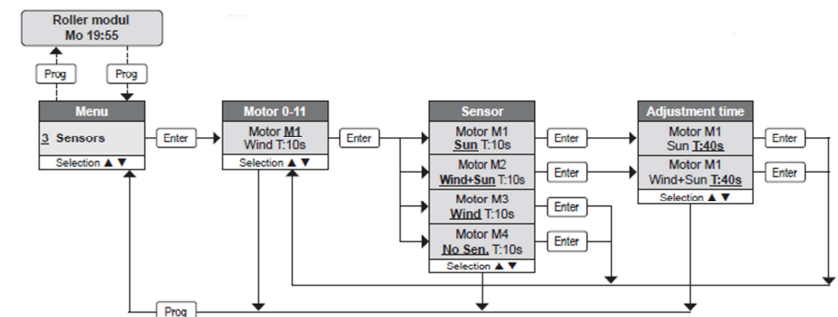 Roller modul
Mo 19:55
Prog
Prog
Menu
3 Sensors
Selection ▲ ▼
Enter
Motor 0-11
Motor M1
Wind T:10s
Selection ▲ ▼
Enter
Sensor
Motor M1
Sun T:10s
Motor M2
Wind+Sun T:10s
Motor M3
Wind T:10s
Motor M4
No Sen. T:10s
Selection ▲ ▼
Enter
Enter
Enter
Enter
Adjustment time
Motor M1
Sun T:40s
Motor M1
Wind+Sun T:40s
Selection ▲ ▼
Enter
Enter
Prog